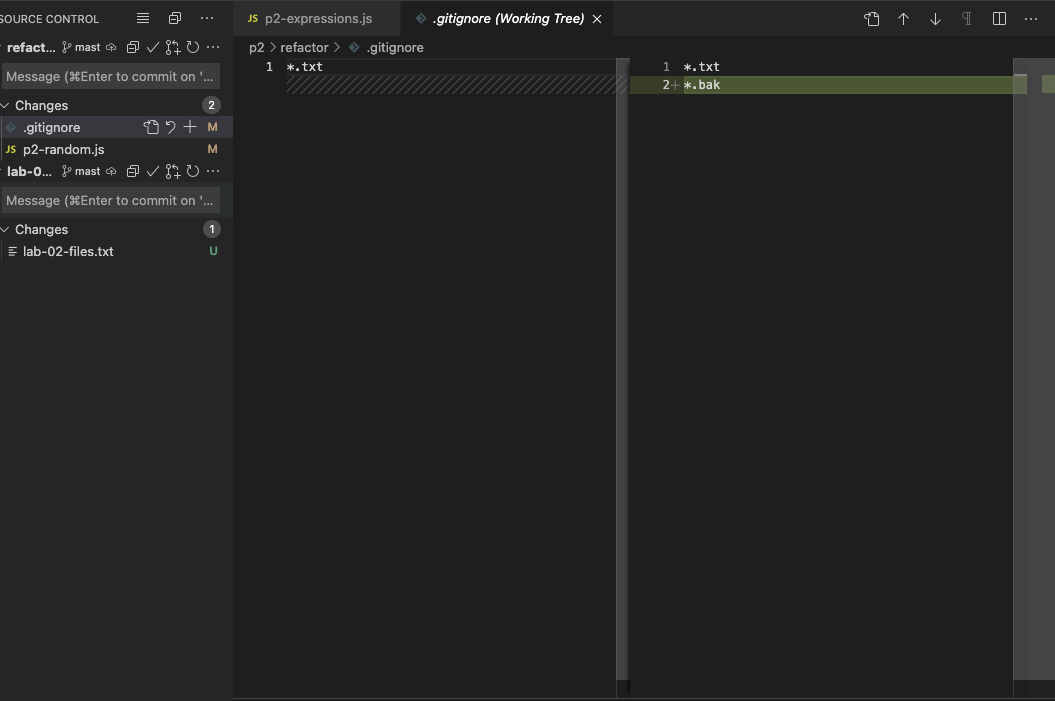 SOURCE CONTROL
refact... mast
Message (⌘Enter to commit on '...
Changes 2
.gitignore M
JS p2-random.js M
lab-0... mast
Message (⌘Enter to commit on '...
Changes 1
lab-02-files.txt U
JS p2-expressions.js
.gitignore (Working Tree)
p2 > refactor > .gitignore
1 *.txt
1 *.txt
2+ *.bak